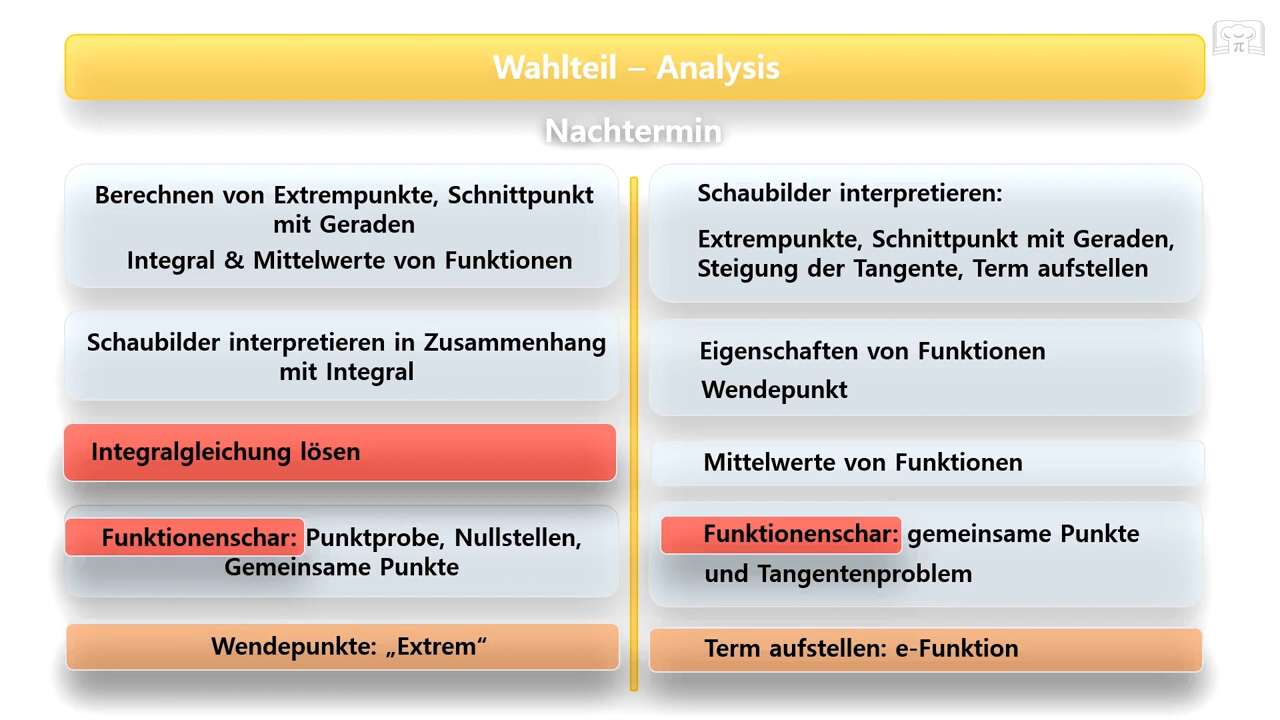 Wahlteil – Analysis
Nachtermin
Berechnen von Extrempunkte, Schnittpunkt
mit Geraden
Integral & Mittelwerte von Funktionen
Schaubilder interpretieren in Zusammenhang
mit Integral
Integralgleichung lösen
Funktionenschar: Punktprobe, Nullstellen,
Gemeinsame Punkte
Wendepunkte: „Extrem“
Schaubilder interpretieren:
Extrempunkte, Schnittpunkt mit Geraden,
Steigung der Tangente, Term aufstellen
Eigenschaften von Funktionen
Wendepunkt
Mittelwerte von Funktionen
Funktionenschar: gemeinsame Punkte
und Tangentenproblem
Term aufstellen: e-Funktion
π